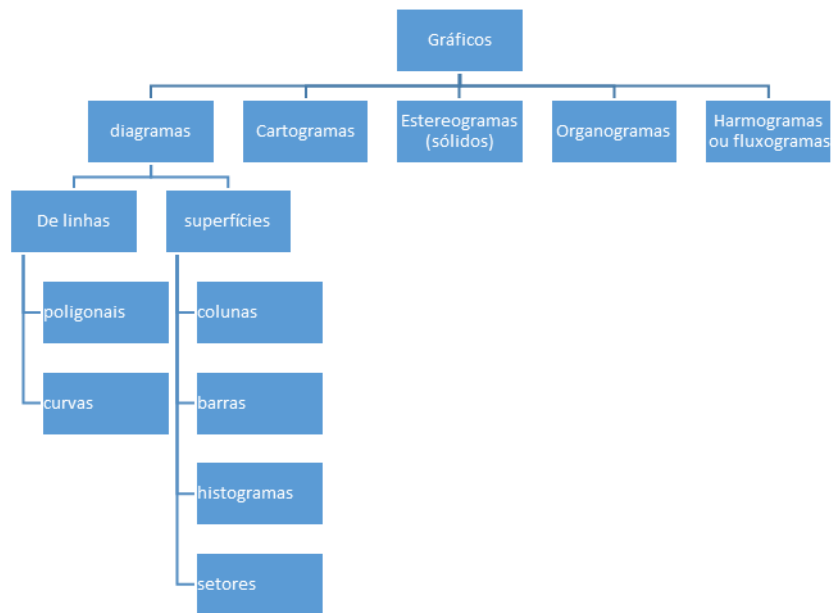 Gráficos
diagramas
Cartogramas
Estereogramas
(sólidos)
Organogramas
Harmogramas
ou fluxogramas
De linhas
superfícies
poligonais
colunas
curvas
barras
histogramas
setores